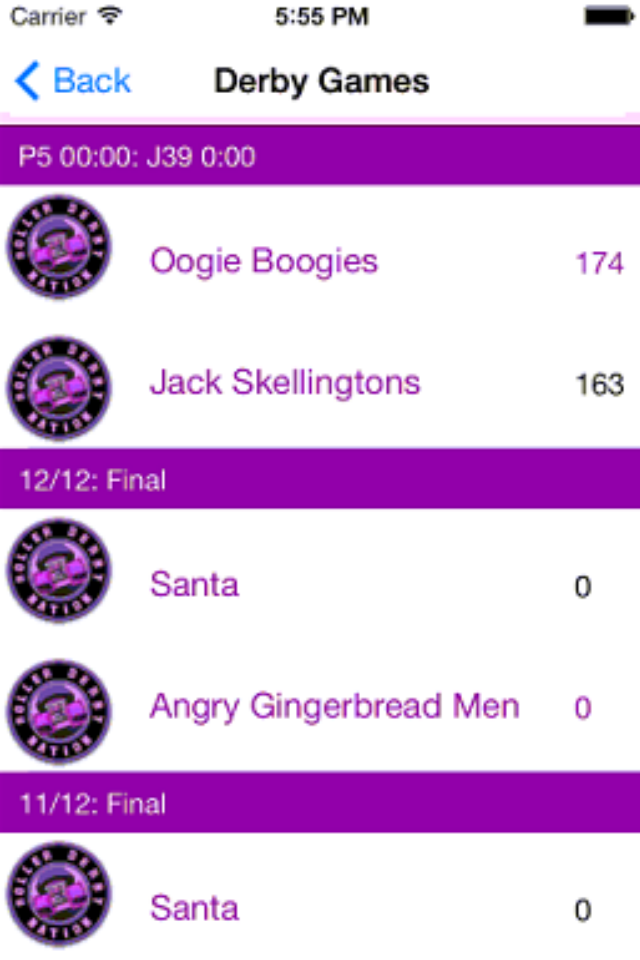 Carrier 5:55 PM
Back Derby Games
P5 00:00: J39 0:00
ROLLER DERBY NATION
Oogie Boogies 174
ROLLER DERBY NATION
Jack Skellingtons 163
12/12: Final
ROLLER DERBY NATION
Santa 0
ROLLER DERBY NATION
Angry Gingerbread Men 0
11/12: Final
ROLLER DERBY NATION
Santa 0